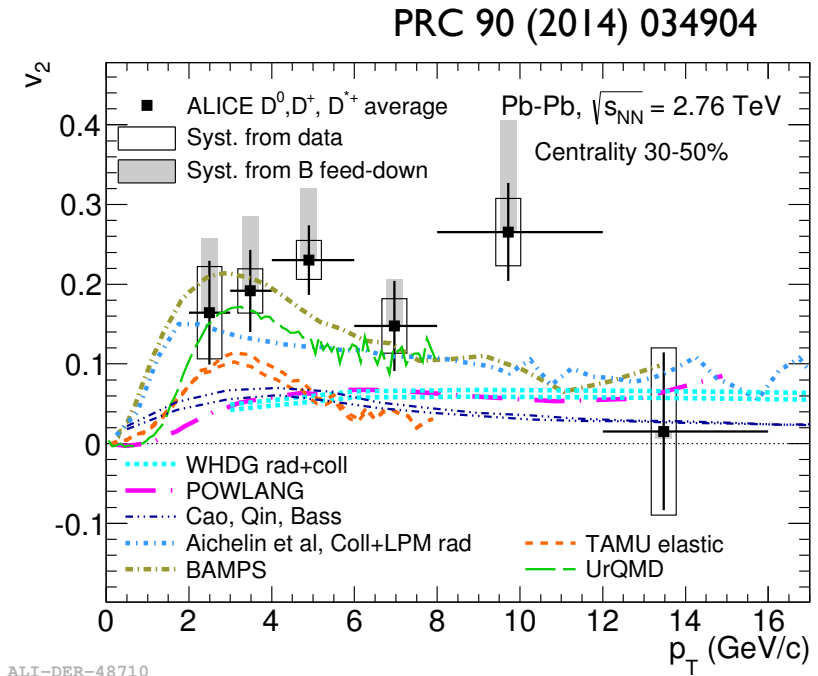 PRC 90 (2014) 034904
v2
ALICE D⁰,D⁺, D*⁺ average
Syst. from data
Syst. from B feed-down
Pb-Pb, √sNN = 2.76 TeV
Centrality 30-50%
0.4
0.3
0.2
0.1
0
-0.1
WHDG rad+coll
POWLANG
Cao, Qin, Bass
Aichelin et al, Coll+LPM rad
BAMPS
TAMU elastic
UrQMD
0 2 4 6 8 10 12 14 16
pT (GeV/c)
ALI-DER-48710